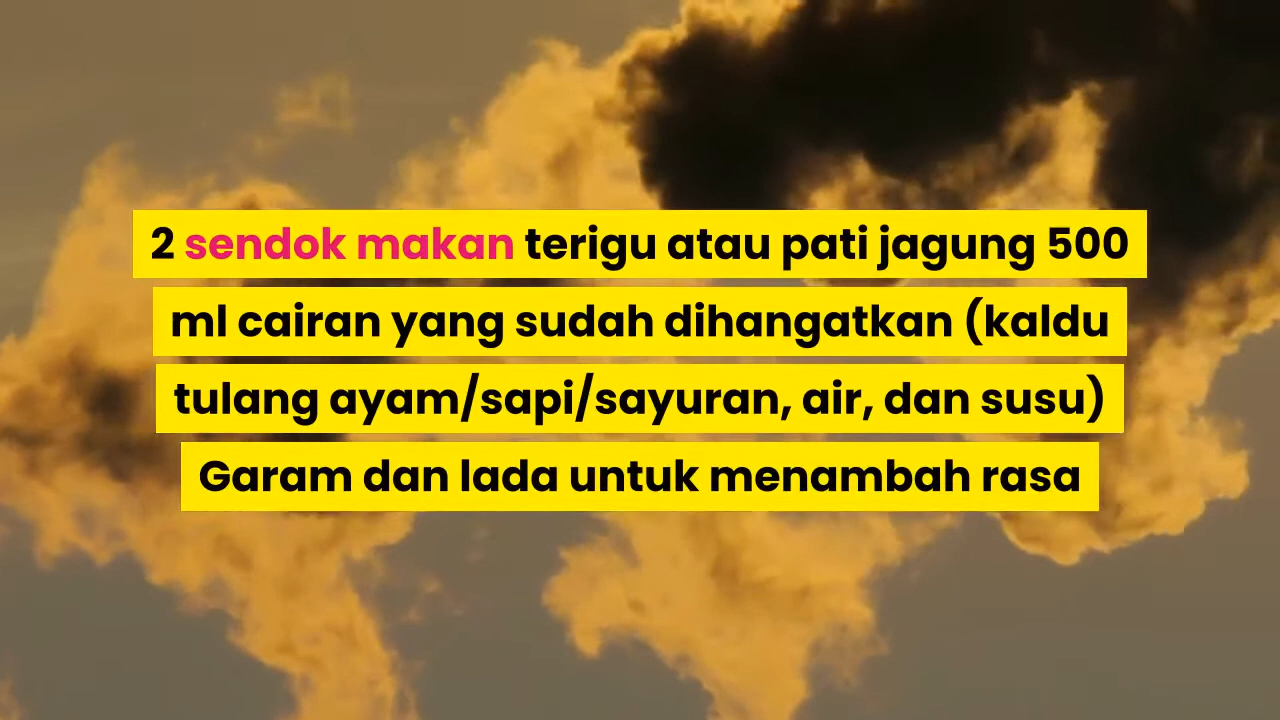 2 sendok makan terigu atau pati jagung 500
ml cairan yang sudah dihangatkan (kaldu
tulang ayam/sapi/sayuran, air, dan susu)
Garam dan lada untuk menambah rasa